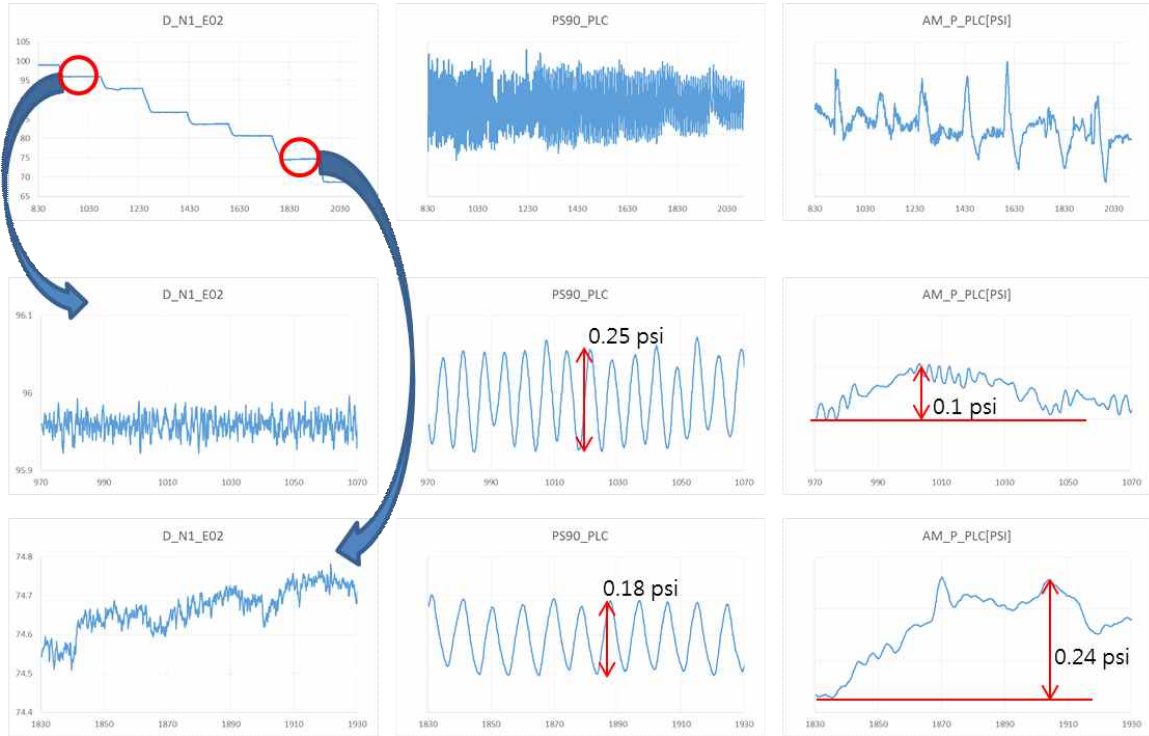 D_N1_E02
PS90_PLC
AM_P_PLC[PSI]
105
100
95
80
75
70
65
830 1030 1230 1430 1630 1830 2030
830 1030 1230 1430 1630 1830 2030
830 1030 1230 1430 1630 1830 2030
D_N1_E02
PS90_PLC
AM_P_PLC[PSI]
96.1
96
95.9
970 990 1010 1030 1050 1070
0.25 psi
970 990 1010 1030 1050 1070
0.1 psi
970 990 1010 1030 1050 1070
D_N1_E02
PS90_PLC
AM_P_PLC[PSI]
74.8
74.7
74.6
74.5
74.4
1830 1850 1870 1890 1910 1930
0.18 psi
1830 1850 1870 1890 1910 1930
0.24 psi
1830 1850 1870 1890 1910 1930